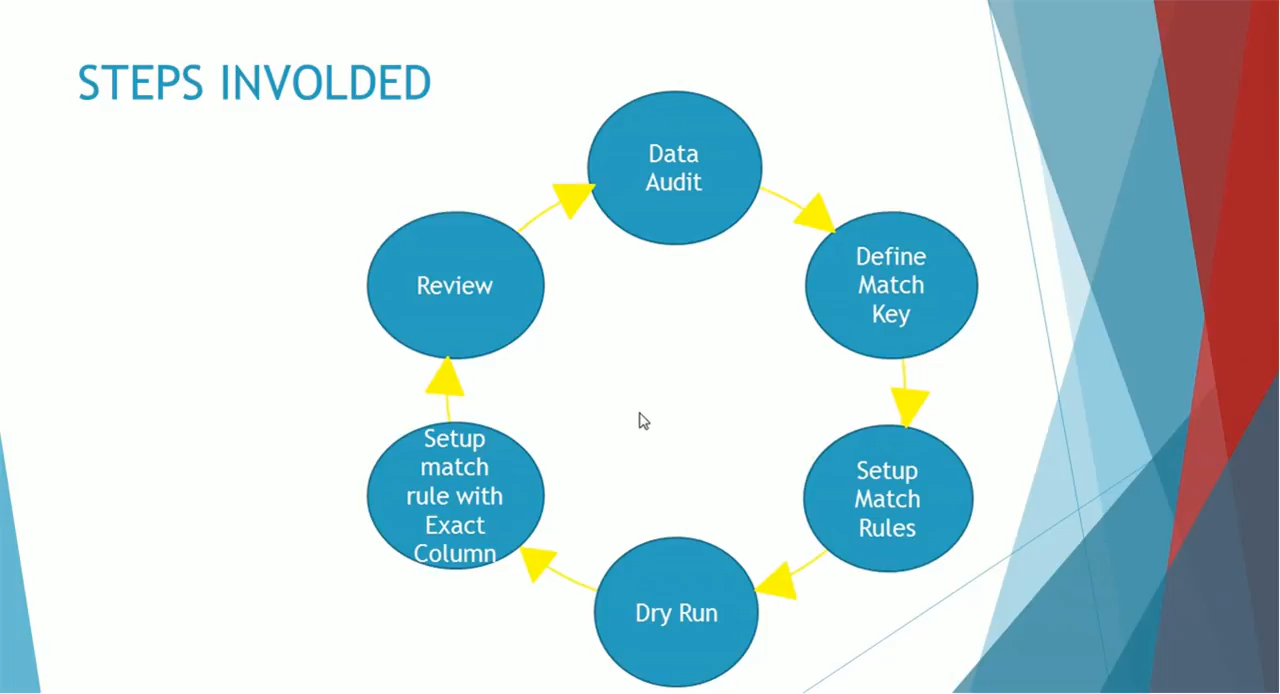 STEPS INVOLDED
Data
Audit
Define
Match
Key
Setup
Match
Rules
Dry Run
Setup
match
rule with
Exact
Column
Review